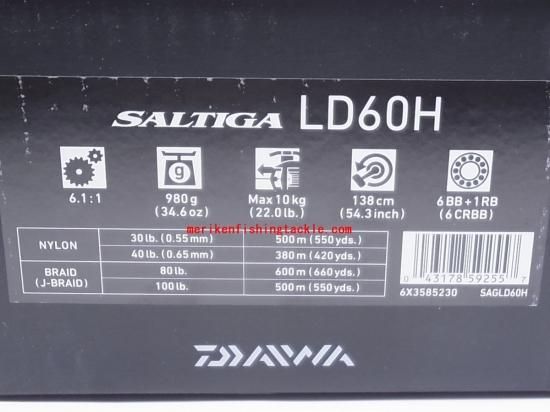 SALTIGA LD60H
g
6.1:1
980g
(34.6oz)
Max 10kg
(22.0lb.)
138cm
(54.3inch)
6BB+1RB
(6CRBB)
merikenfishingtackle.com
NYLON
30lb.(0.55mm) 500m(550yds.)
40lb.(0.65mm) 380m(420yds.)
BRAID
(J-BRAID)
80lb. 600m(660yds.)
100lb. 500m(550yds.)
0 43178 59255 7
6X3585230 SAGLD60H
DAIWA